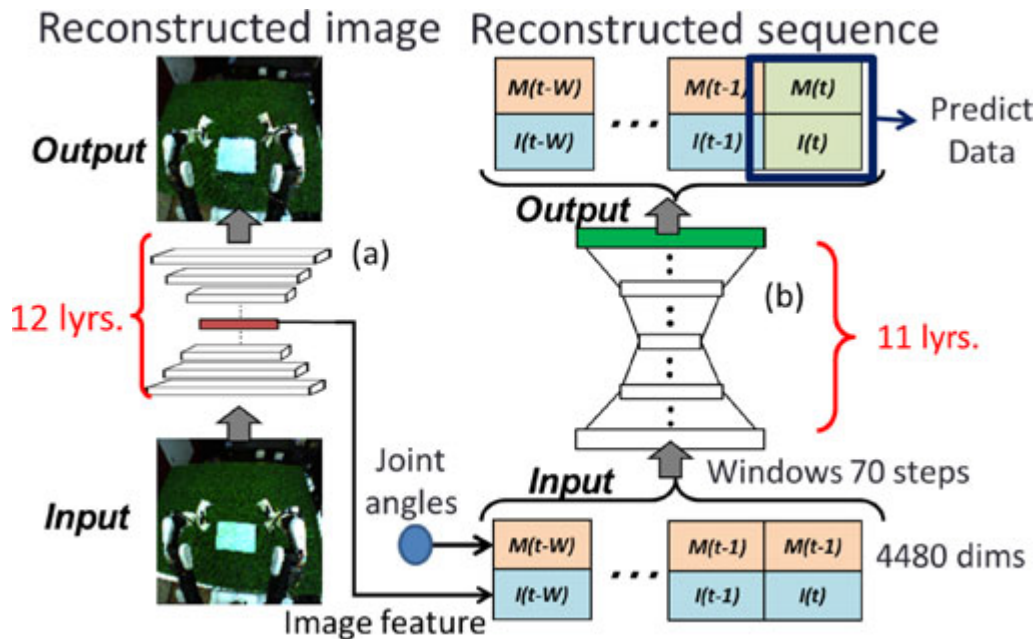 Reconstructed image
Reconstructed sequence
M(t-W) M(t-1) M(t)
I(t-W) ... I(t-1) I(t)
Predict
Data
Output
Output
(a)
(b)
12 lyrs.
11 lyrs.
Input
Joint
angles
Input
Windows 70 steps
M(t-W) M(t-1) M(t-1)
4480 dims
I(t-W) ... I(t-1) I(t)
Image feature